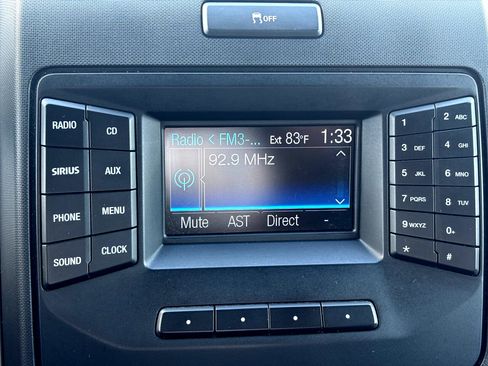 OFF
RADIO CD
SIRIUS AUX
PHONE MENU
SOUND CLOCK
Radio < FM3-... Ext 83°F 1:33
92.9 MHz
Mute AST Direct -
1 2 ABC
3 DEF 4 GHI
5 JKL 6 MNO
7 PQRS 8 TUV
9 WXYZ 0+
* #